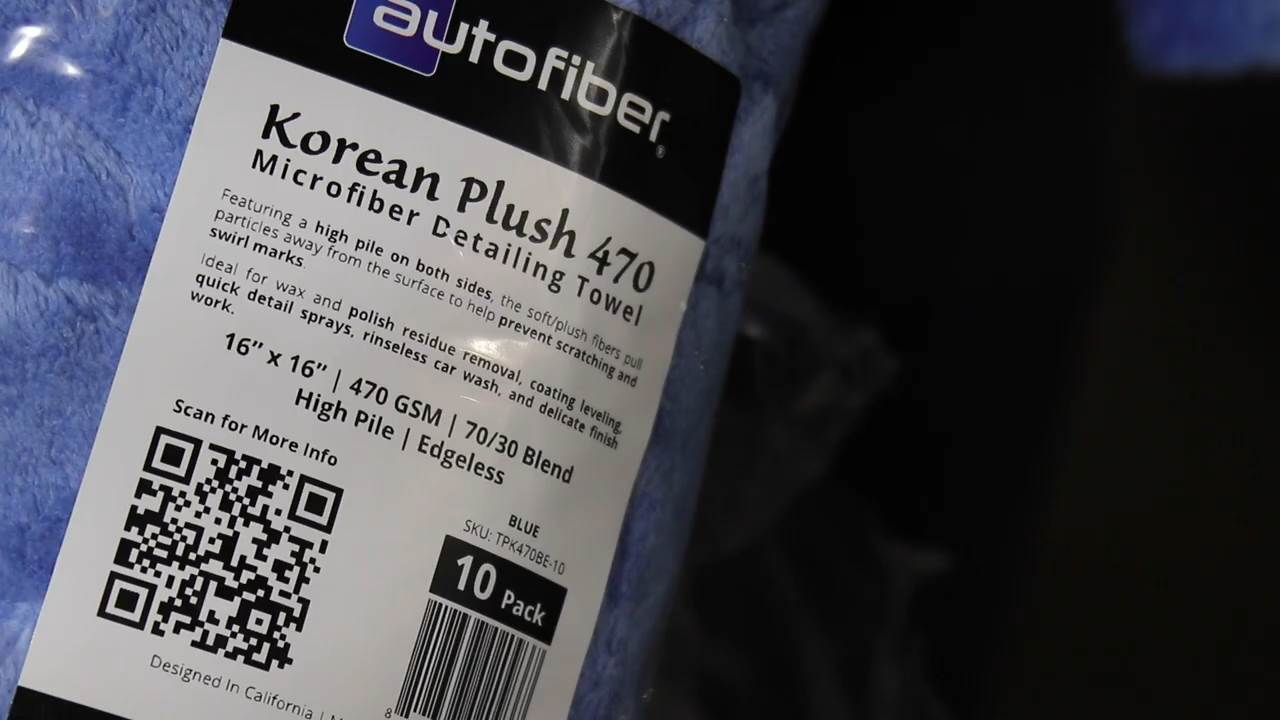 autofiber®
Korean Plush 470
Microfiber Detailing Towel
Featuring a high pile on both sides, the soft/plush fibers pull
particles away from the surface to help prevent scratching and
swirl marks.
Ideal for wax and polish residue removal, coating leveling,
quick detail sprays, rinseless car wash, and delicate finish
work.
16” x 16” | 470 GSM | 70/30 Blend
High Pile | Edgeless
Scan for More Info
BLUE
SKU: TPK470BE-10
10 Pack
8
Designed In California |